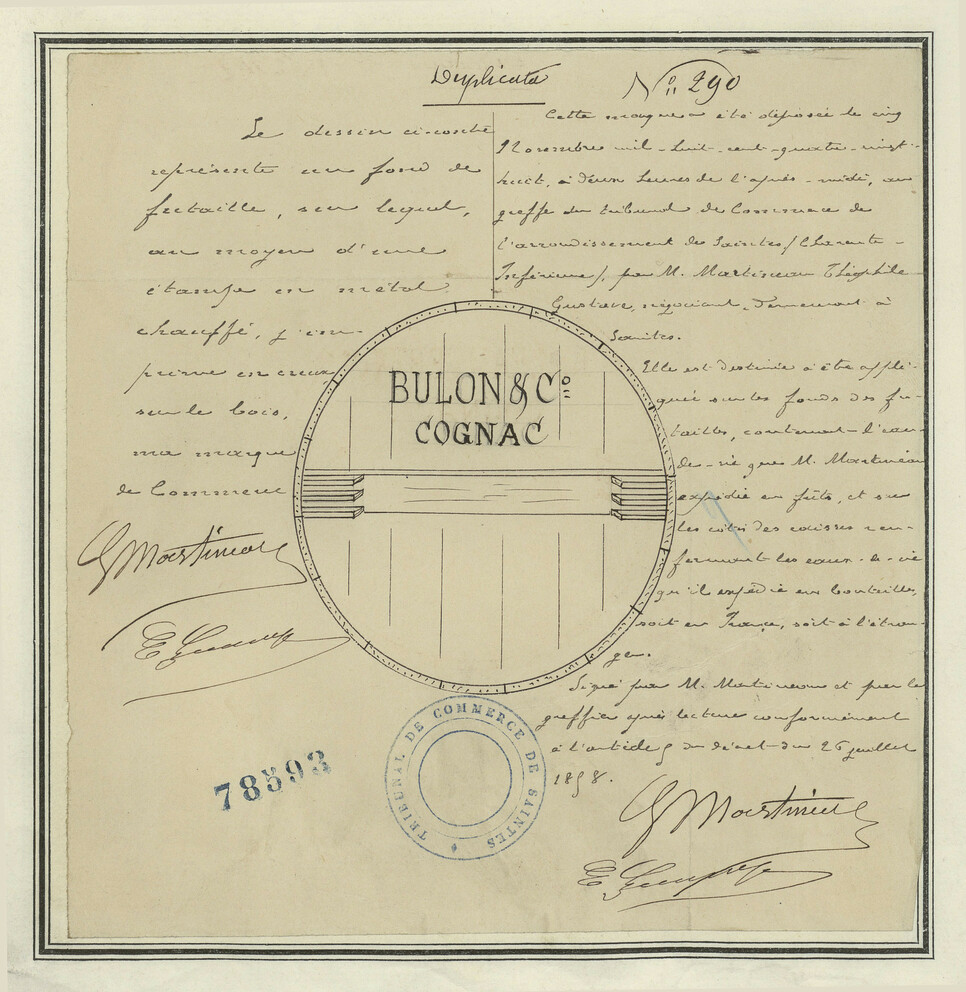 Duplicata
N° 290
Le dessin ci-contre
représente un fond de
futaille, sur lequel,
au moyen d'une
étampe en métal
chauffé, j'im-
prime en creux
sur le bois,
ma marque
de Commerce
G Martineau
Cette marque a été déposée le cinq
Novembre mil-huit-cent-quatre-vingt-
huit, à deux heures de l'après-midi, au
greffe du tribunal de Commerce de
l'arrondissement de Saintes (Charente-
Inférieure), par M. Martineau Théophile
Gustave, négociant, demeurant à
Saintes.
Elle est destinée à être appli-
quée sur les fonds des fu-
tailles, contenant l'eau-
de-vie que M. Martineau
expédie en fûts, et sur
les côtés des caisses ren-
fermant les eaux-de-vie
qu'il expédie en bouteilles,
soit en France, soit à l'étran-
ger.
Signé par M. Martineau et par le
greffier après lecture conformément
à l'article 5 du décret du 26 juillet
1858.
G Martineau
BULON & Cº
COGNAC
TRIBUNAL DE COMMERCE DE SAINTES
78593